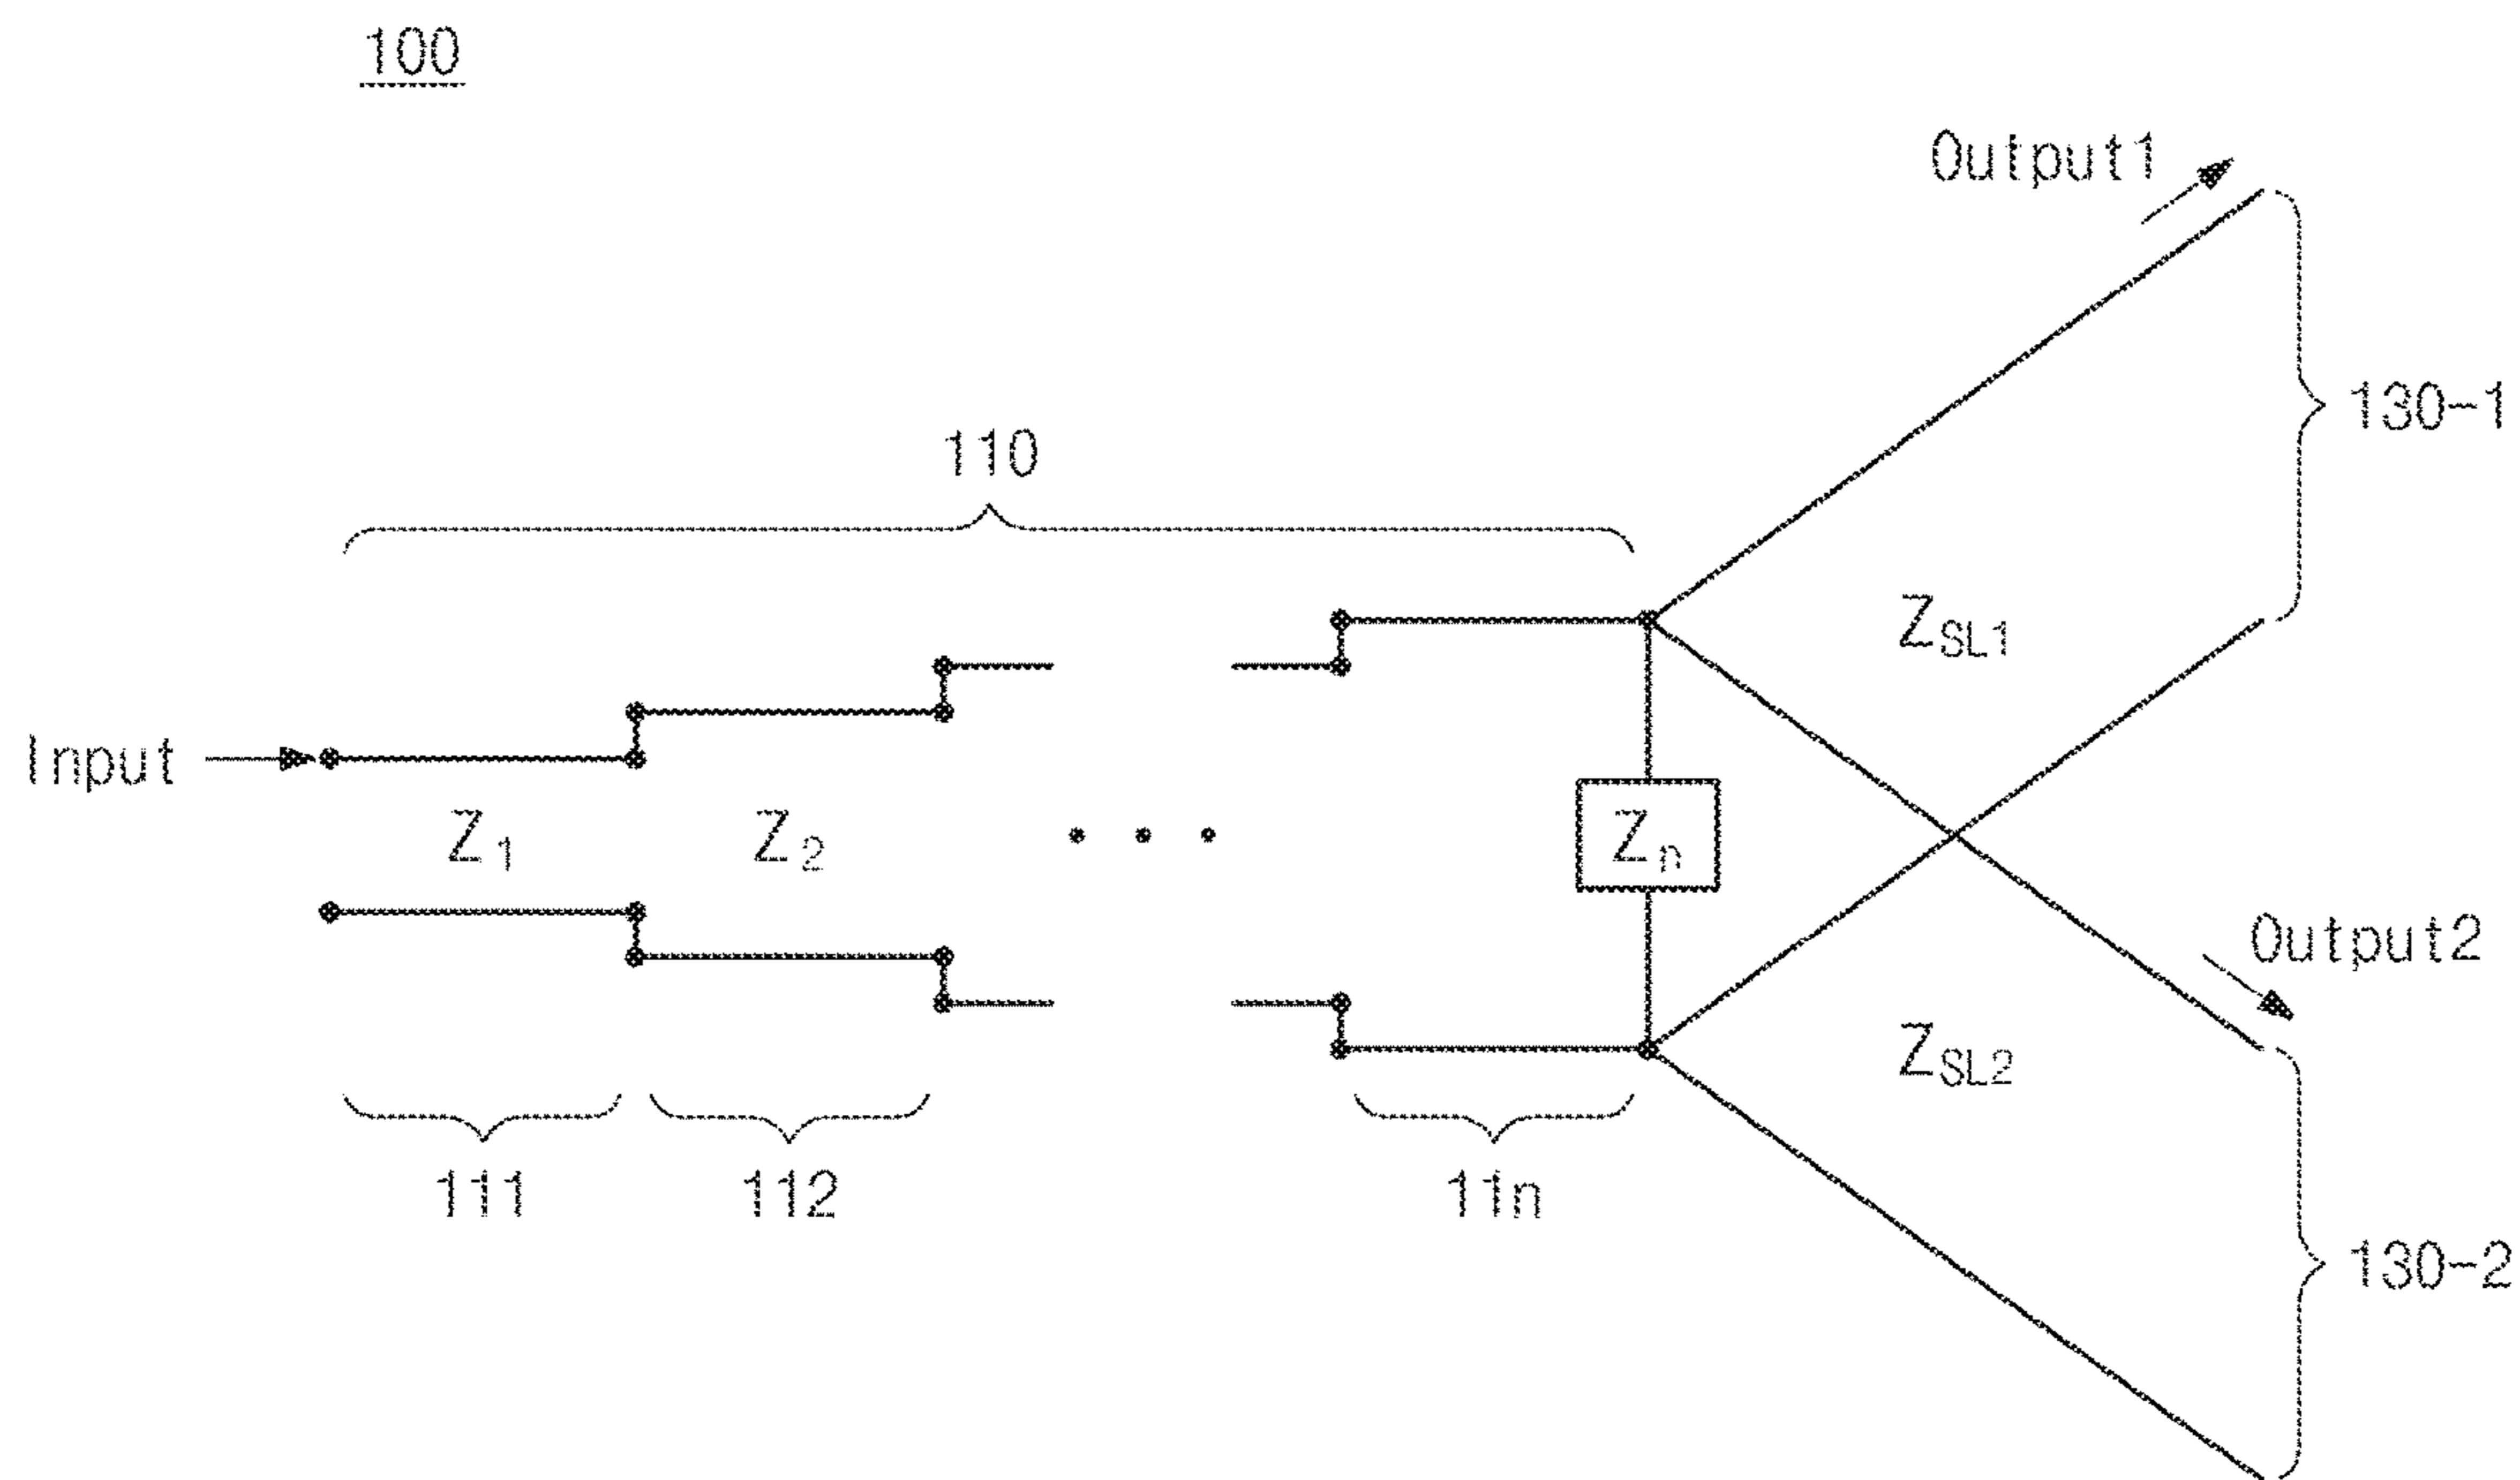 100
Output1
130-1
110
Z_SL1
Input
Z_1
Z_2
• • •
Z_n
Output2
Z_SL2
111
112
11n
130-2